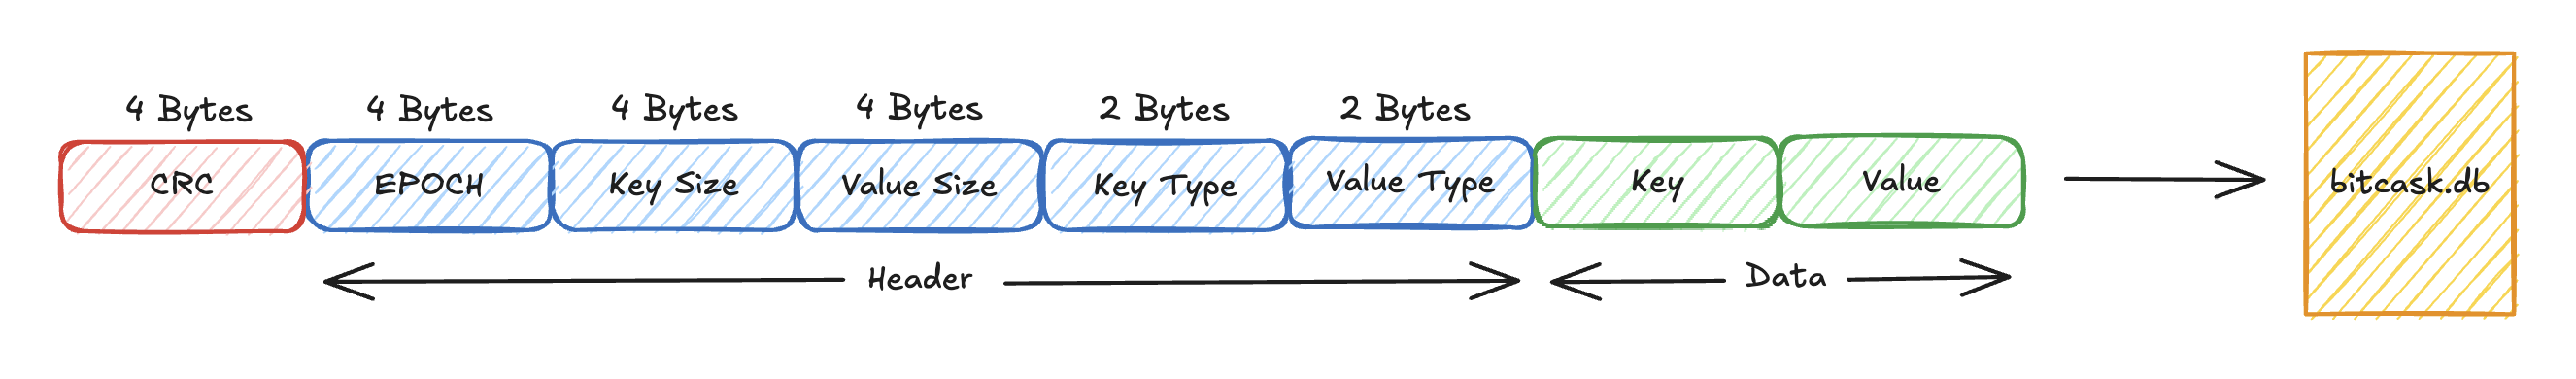 4 Bytes 4 Bytes 4 Bytes 4 Bytes 2 Bytes 2 Bytes
CRC EPOCH Key Size Value Size Key Type Value Type Key Value bitcask.db
Header Data